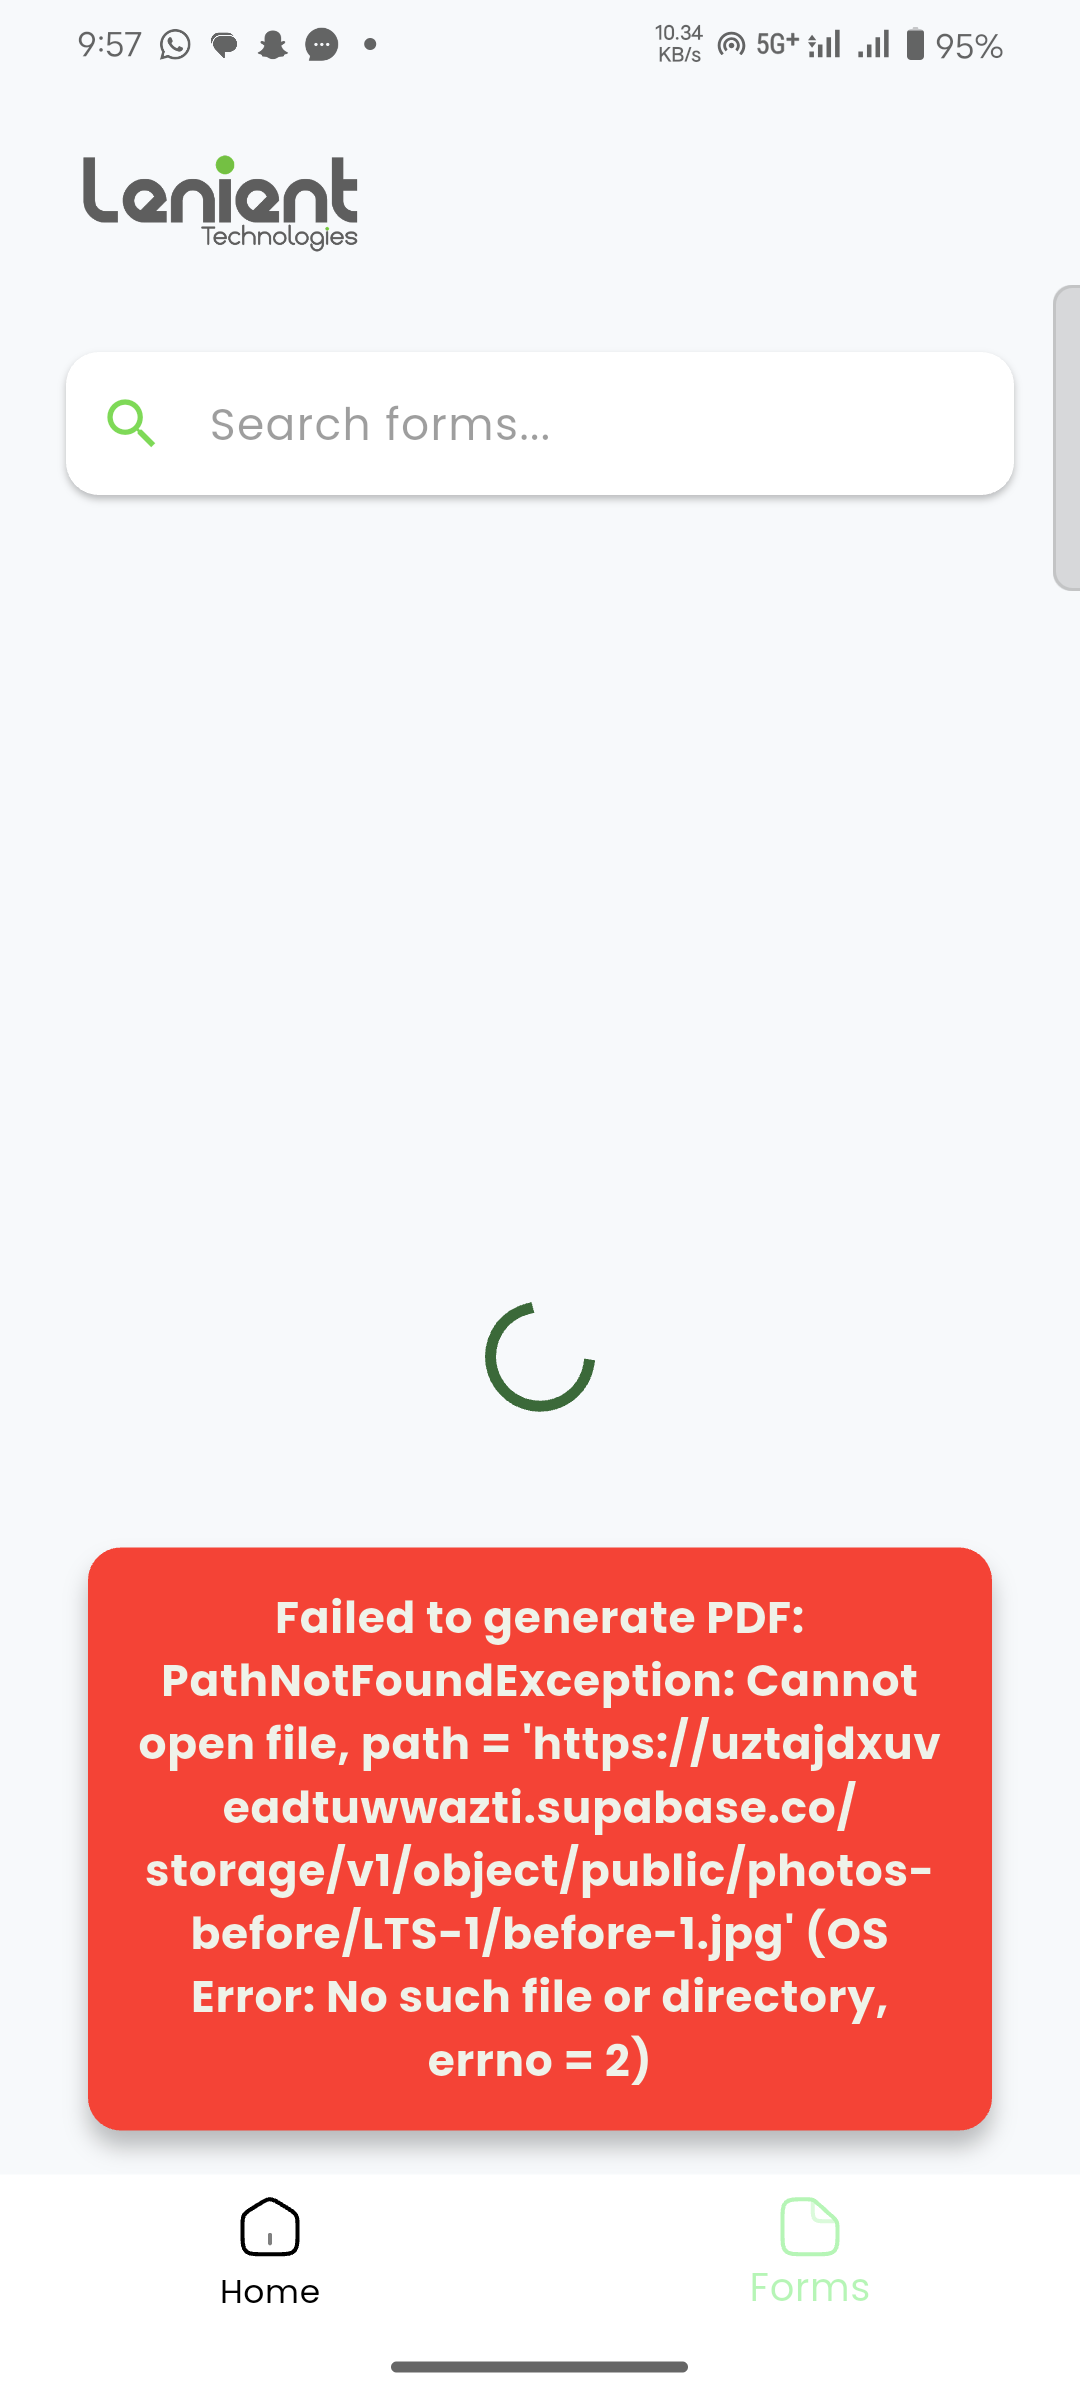 9:57
10.34
KB/s
5G+
95%
Lenient
Technologies
Search forms...
Failed to generate PDF:
PathNotFoundException: Cannot
open file, path = 'https://uztajdxuv
eadtuwwazti.supabase.co/
storage/v1/object/public/photos-
before/LTS-1/before-1.jpg' (OS
Error: No such file or directory,
errno = 2)
Home
Forms